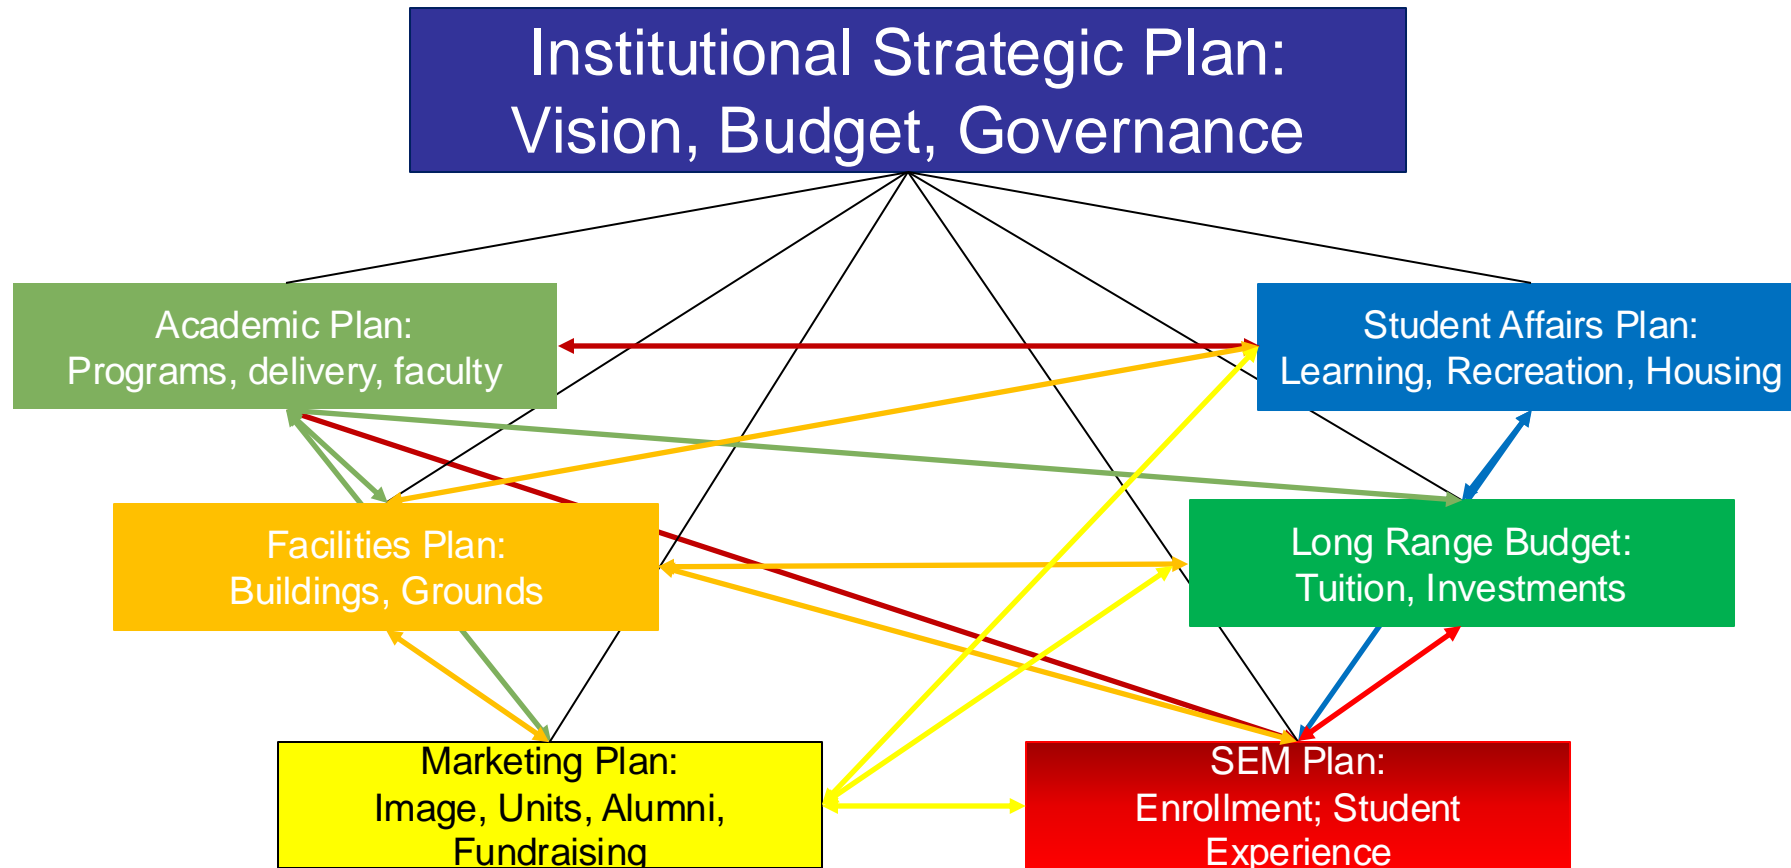 Institutional Strategic Plan:
Vision, Budget, Governance
Academic Plan:
Programs, delivery, faculty
Student Affairs Plan:
Learning, Recreation, Housing
Facilities Plan:
Buildings, Grounds
Long Range Budget:
Tuition, Investments
Marketing Plan:
Image, Units, Alumni,
Fundraising
SEM Plan:
Enrollment; Student
Experience